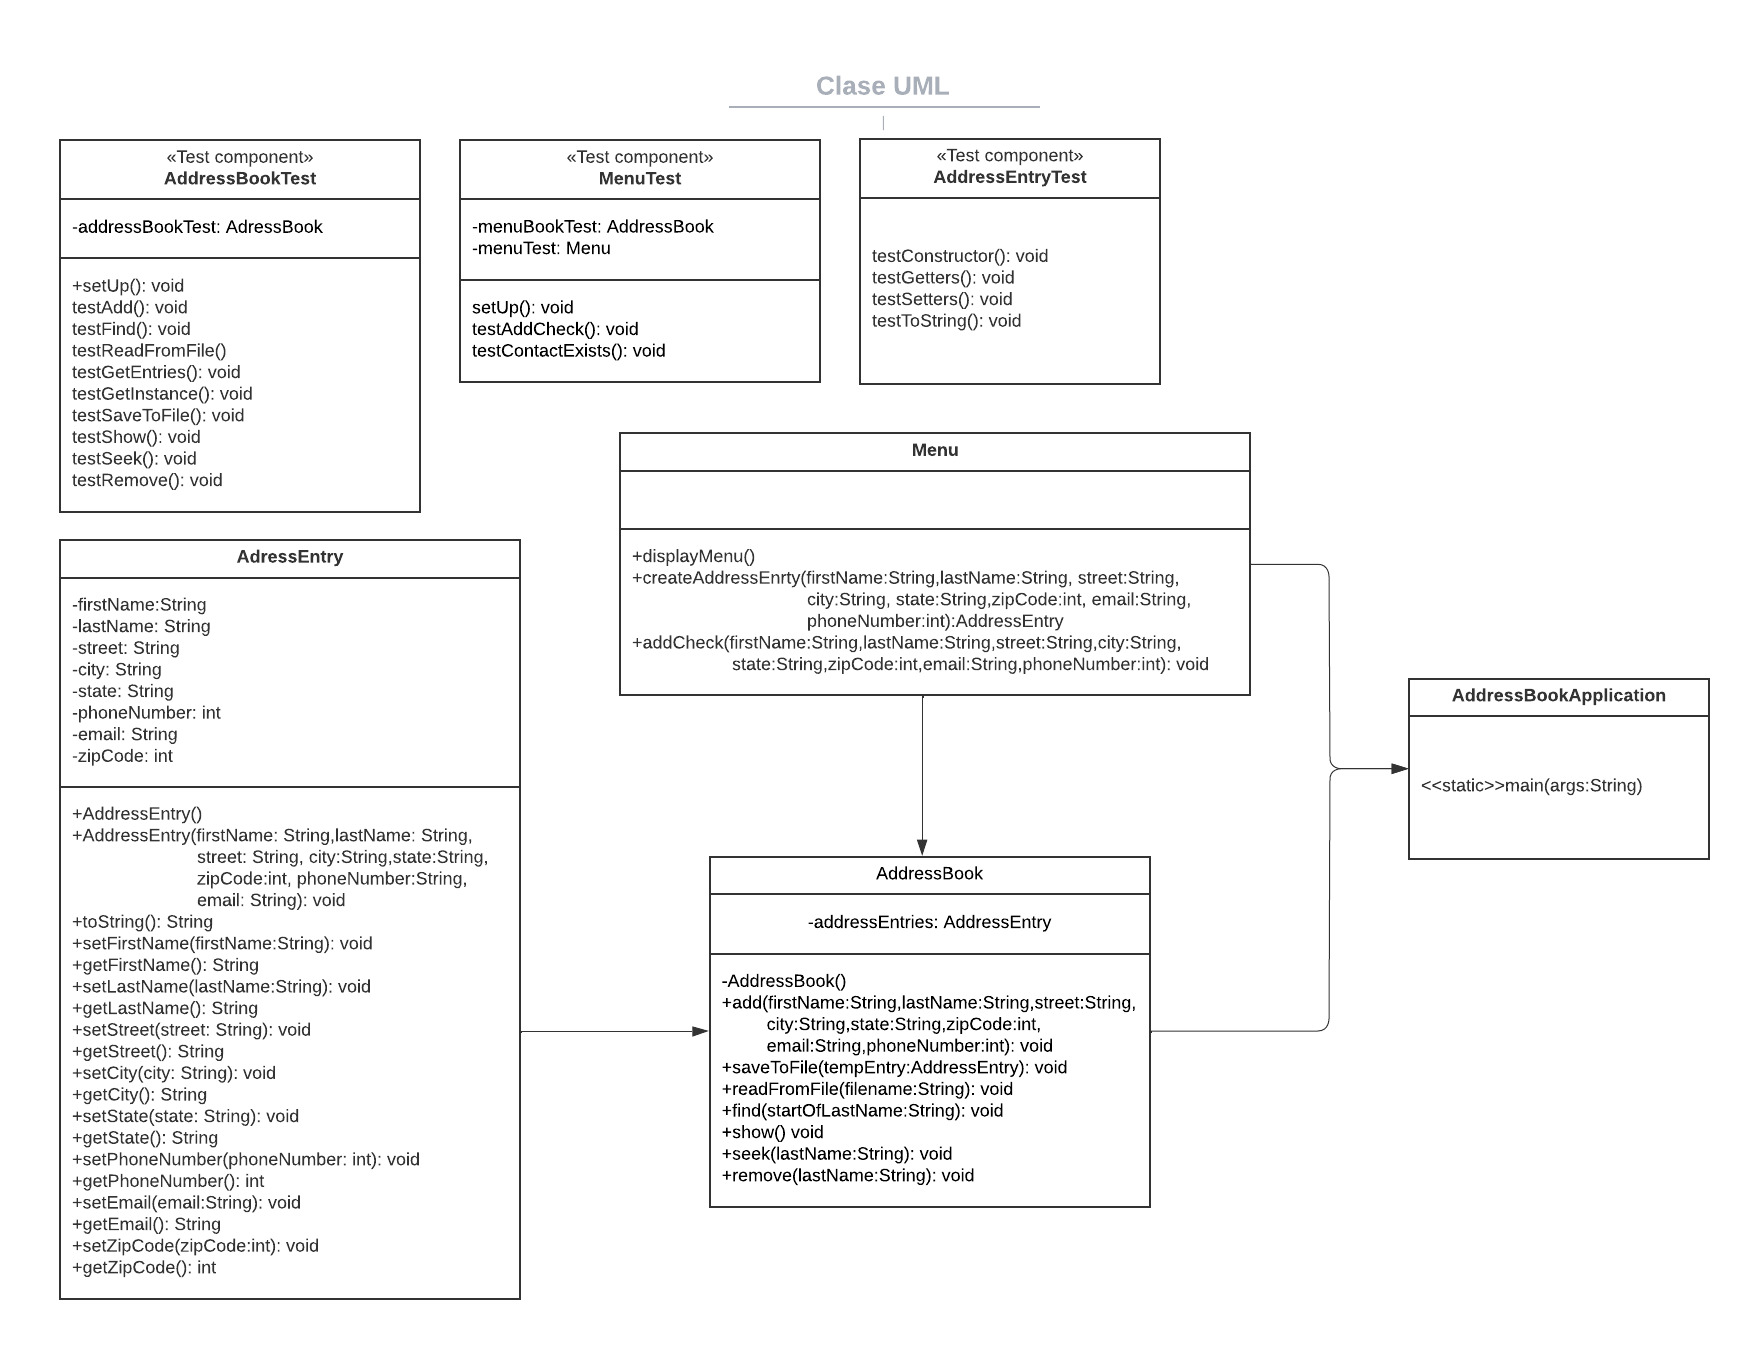 Clase UML
«Test component»
AddressBookTest
-addressBookTest: AdressBook
+setUp(): void
testAdd(): void
testFind(): void
testReadFromFile()
testGetEntries(): void
testGetInstance(): void
testSaveToFile(): void
testShow(): void
testSeek(): void
testRemove(): void
«Test component»
MenuTest
-menuBookTest: AddressBook
-menuTest: Menu
setUp(): void
testAddCheck(): void
testContactExists(): void
«Test component»
AddressEntryTest
testConstructor(): void
testGetters(): void
testSetters(): void
testToString(): void
Menu
+displayMenu()
+createAddressEnrty(firstName:String,lastName:String, street:String,
city:String, state:String,zipCode:int, email:String,
phoneNumber:int):AddressEntry
+addCheck(firstName:String,lastName:String,street:String,city:String,
state:String,zipCode:int,email:String,phoneNumber:int): void
AdressEntry
-firstName:String
-lastName: String
-street: String
-city: String
-state: String
-phoneNumber: int
-email: String
-zipCode: int
+AddressEntry()
+AddressEntry(firstName: String,lastName: String,
street: String, city:String,state:String,
zipCode:int, phoneNumber:String,
email: String): void
+toString(): String
+setFirstName(firstName:String): void
+getFirstName(): String
+setLastName(lastName:String): void
+getLastName(): String
+setStreet(street: String): void
+getStreet(): String
+setCity(city: String): void
+getCity(): String
+setState(state: String): void
+getState(): String
+setPhoneNumber(phoneNumber: int): void
+getPhoneNumber(): int
+setEmail(email:String): void
+getEmail(): String
+setZipCode(zipCode:int): void
+getZipCode(): int
AddressBook
-addressEntries: AddressEntry
-AddressBook()
+add(firstName:String,lastName:String,street:String,
city:String,state:String,zipCode:int,
email:String,phoneNumber:int): void
+saveToFile(tempEntry:AddressEntry): void
+readFromFile(filename:String): void
+find(startOfLastName:String): void
+show() void
+seek(lastName:String): void
+remove(lastName:String): void
AddressBookApplication
<<static>>main(args:String)